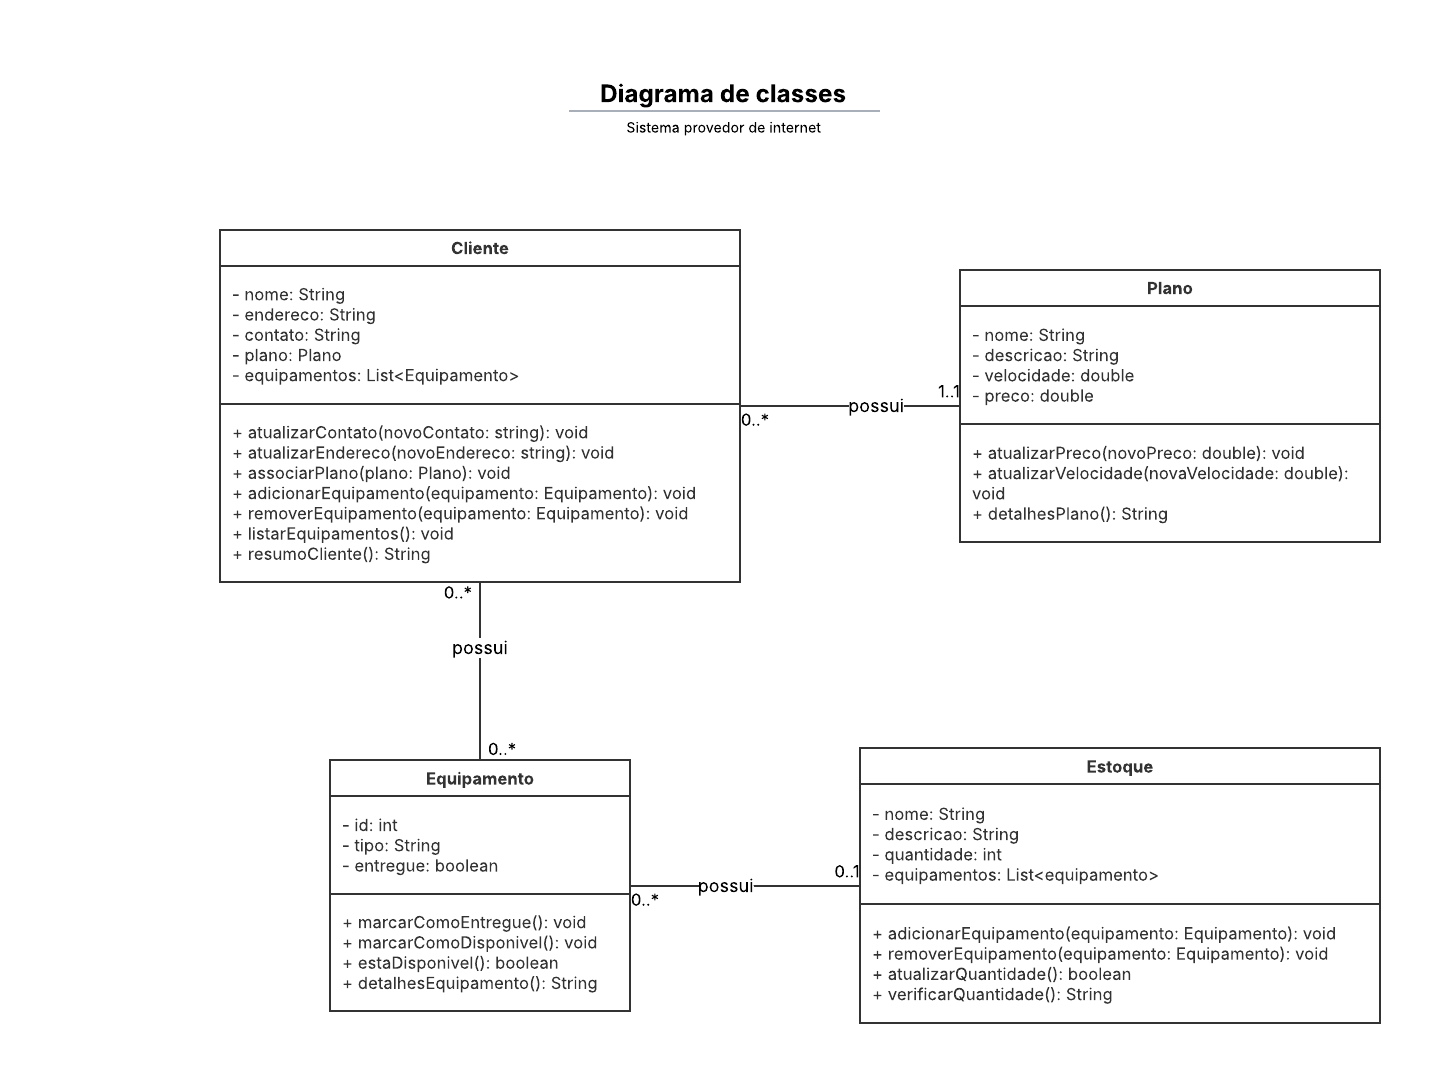 Diagrama de classes
Sistema provedor de internet
Cliente
- nome: String
- endereco: String
- contato: String
- plano: Plano
- equipamentos: List<Equipamento>
+ atualizarContato(novoContato: string): void
+ atualizarEndereco(novoEndereco: string): void
+ associarPlano(plano: Plano): void
+ adicionarEquipamento(equipamento: Equipamento): void
+ removerEquipamento(equipamento: Equipamento): void
+ listarEquipamentos(): void
+ resumoCliente(): String
0..*
possui
1..1
Plano
- nome: String
- descricao: String
- velocidade: double
- preco: double
+ atualizarPreco(novoPreco: double): void
+ atualizarVelocidade(novaVelocidade: double):
void
+ detalhesPlano(): String
0..*
possui
0..*
Equipamento
- id: int
- tipo: String
- entregue: boolean
+ marcarComoEntregue(): void
+ marcarComoDisponivel(): void
+ estaDisponivel(): boolean
+ detalhesEquipamento(): String
0..*
possui
0..1
Estoque
- nome: String
- descricao: String
- quantidade: int
- equipamentos: List<equipamento>
+ adicionarEquipamento(equipamento: Equipamento): void
+ removerEquipamento(equipamento: Equipamento): void
+ atualizarQuantidade(): boolean
+ verificarQuantidade(): String